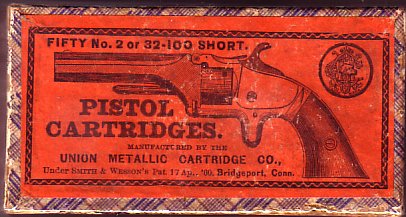 FIFTY No. 2 or 32-100 SHORT.
PISTOL
CARTRIDGES.
MANUFACTURED BY THE
UNION METALLIC CARTRIDGE CO.,
Under SMITH & WESSON'S Pat. 17 Ap., '60. Bridgeport, Conn.